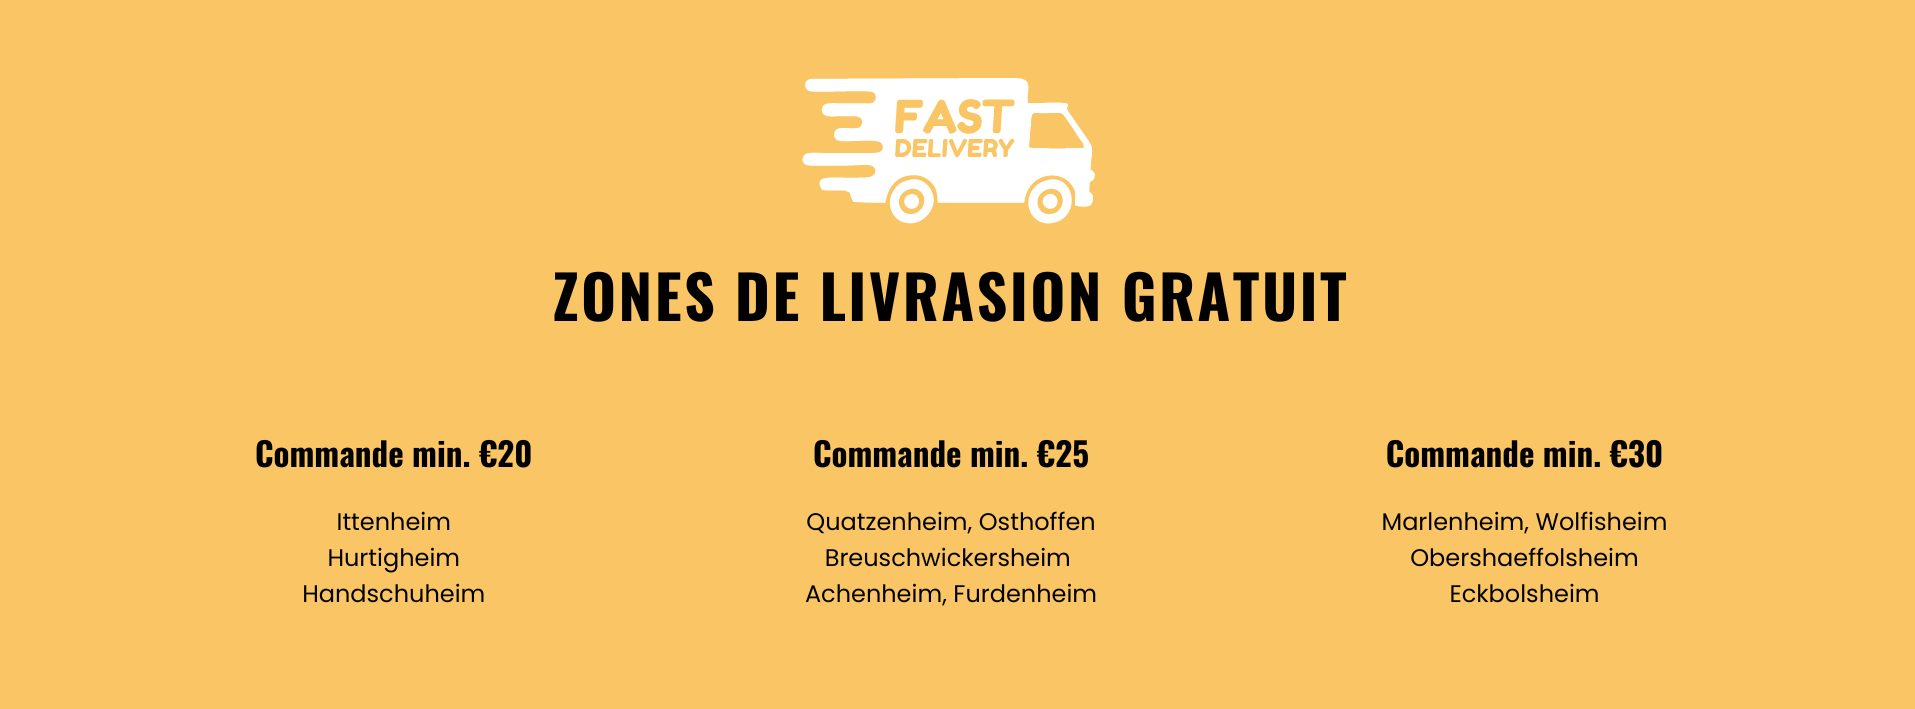 FAST
DELIVERY
ZONES DE LIVRASION GRATUIT
Commande min. €20
Ittenheim
Hurtigheim
Handschuheim
Commande min. €25
Quatzenheim, Osthoffen
Breuschwickersheim
Achenheim, Furdenheim
Commande min. €30
Marlenheim, Wolfisheim
Obershaeffolsheim
Eckbolsheim